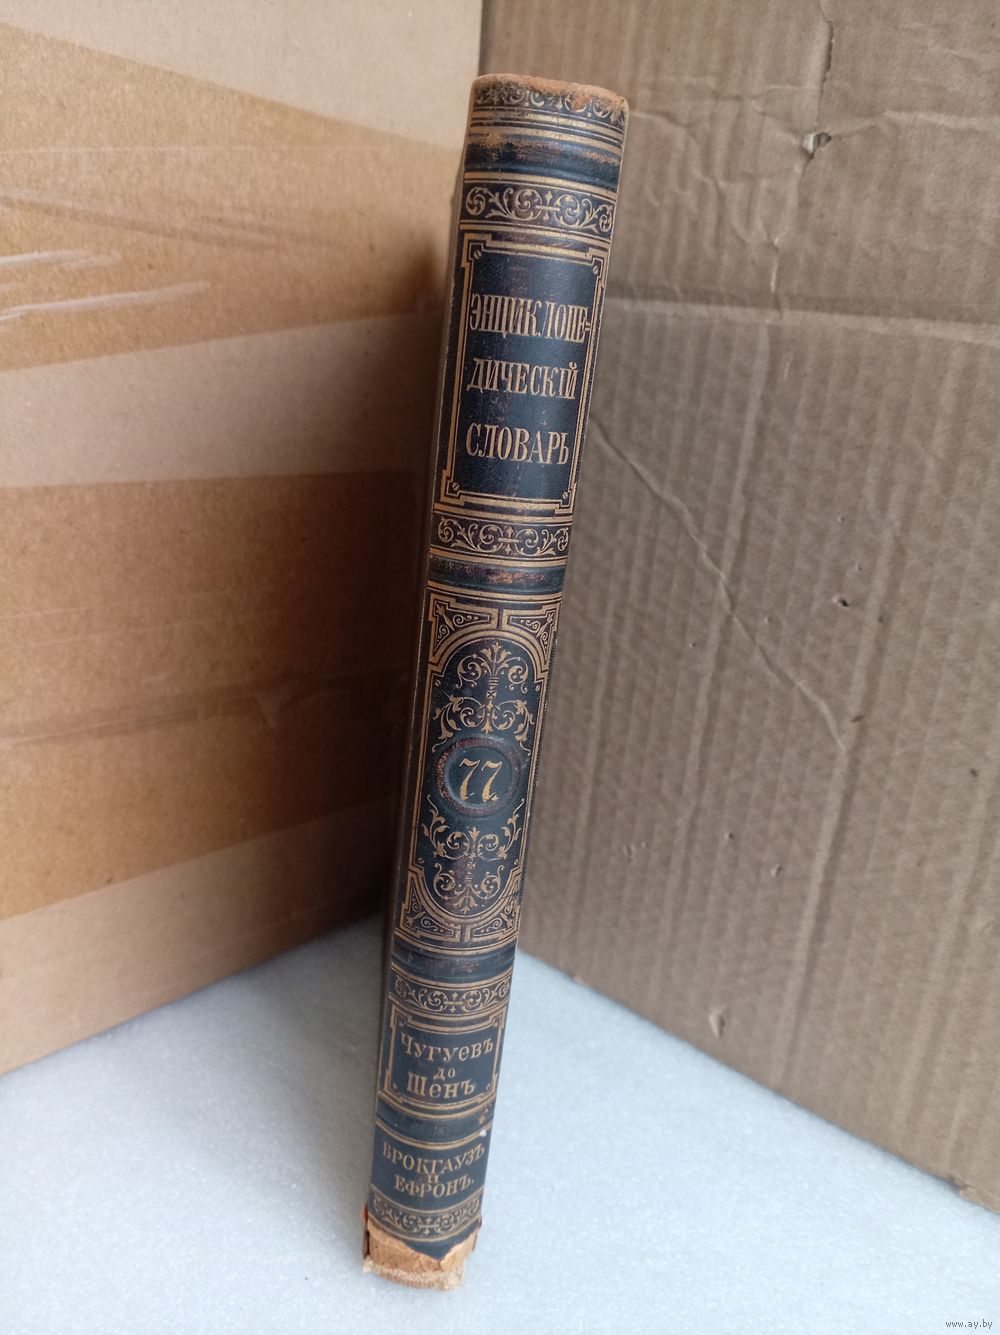 ЭНЦИКЛОПЕ-
ДИЧЕСКІЙ
СЛОВАРЬ
77.
Чугуевъ
до
Шенъ
БРОКГАУЗЪ
И
ЕФРОНЪ.
www.ay.by